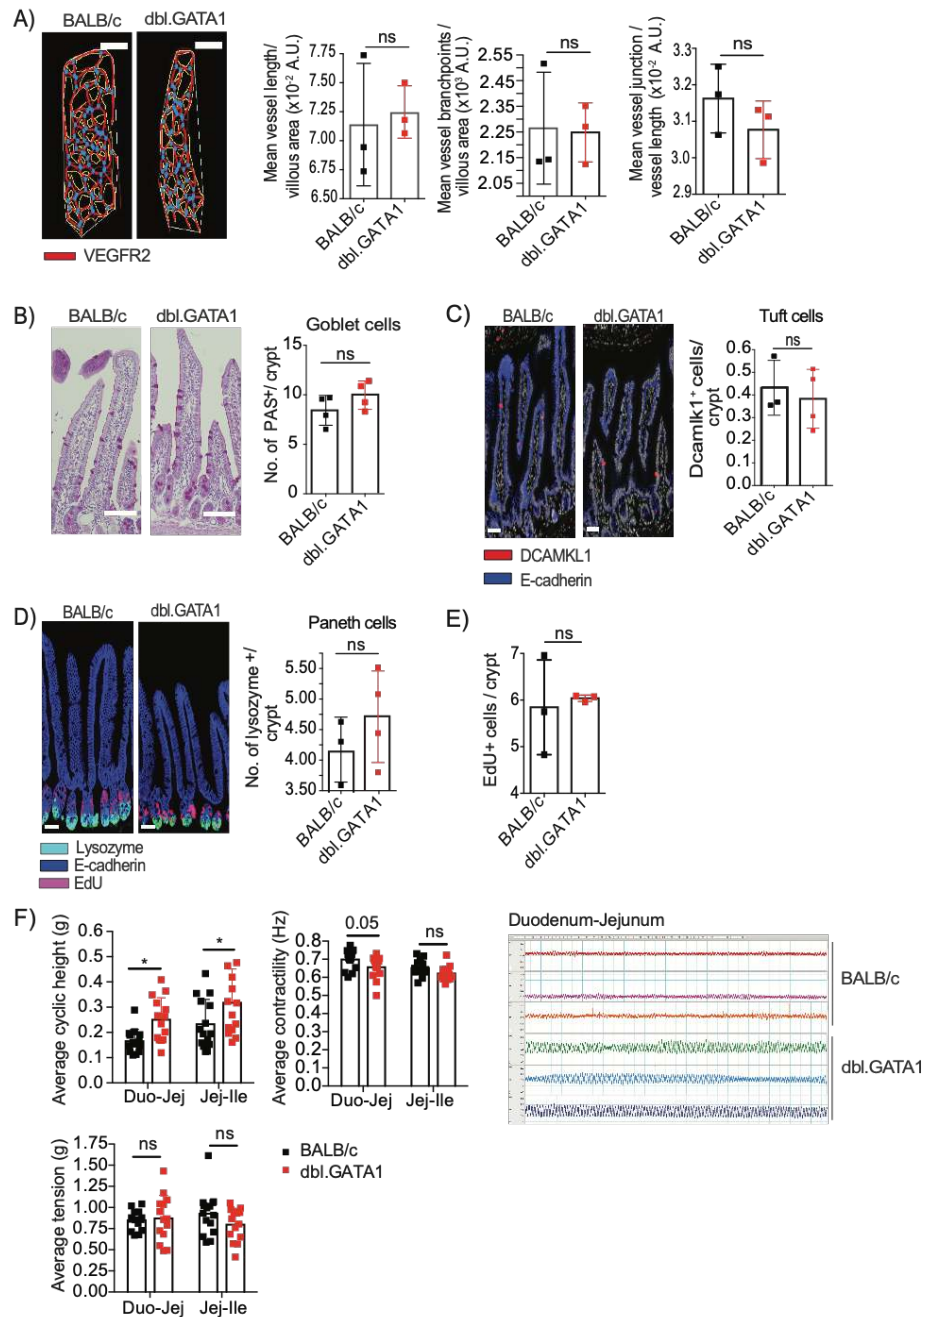 A)
BALB/c dbl.GATA1
VEGFR2
Mean vessel length/
villous area (x10⁻² A.U.)
7.75
7.25
7.00
6.75
6.50
ns
BALB/c
dbl.GATA1
Mean vessel branchpoints /
villous area (x10³ A.U.)
2.55
2.45
2.35
2.25
2.15
2.05
ns
BALB/c
dbl.GATA1
Mean vessel junction /
vessel length (x10⁻² A.U.)
3.3
3.2
3.1
3.0
2.9
ns
BALB/c
dbl.GATA1
B)
BALB/c dbl.GATA1
Goblet cells
No. of PAS⁺/ crypt
15
10
5
0
ns
BALB/c
dbl.GATA1
C)
BALB/c dbl.GATA1
DCAMKL1
E-cadherin
Tuft cells
Dcamlk1⁺ cells/
crypt
0.6
0.5
0.4
0.3
0.2
0.1
0.0
ns
BALB/c
dbl.GATA1
D)
BALB/c dbl.GATA1
Lysozyme
E-cadherin
EdU
Paneth cells
No. of lysozyme +/
crypt
5.50
5.00
4.50
4.00
3.50
ns
BALB/c
dbl.GATA1
E)
EdU+ cells / crypt
7
6
5
4
ns
BALB/c
dbl.GATA1
F)
Average cyclic height (g)
0.6
0.5
0.4
0.3
0.2
0.1
0.0
*
*
Duo-Jej Jej-Ile
Average contractility (Hz)
0.8
0.7
0.6
0.5
0.4
0.3
0.2
0.1
0.0
0.05
ns
Duo-Jej Jej-Ile
Duodenum-Jejunum
BALB/c
dbl.GATA1
Average tension (g)
1.75
1.50
1.25
1.00
0.75
0.50
0.25
0.00
ns
ns
Duo-Jej Jej-Ile
BALB/c
dbl.GATA1